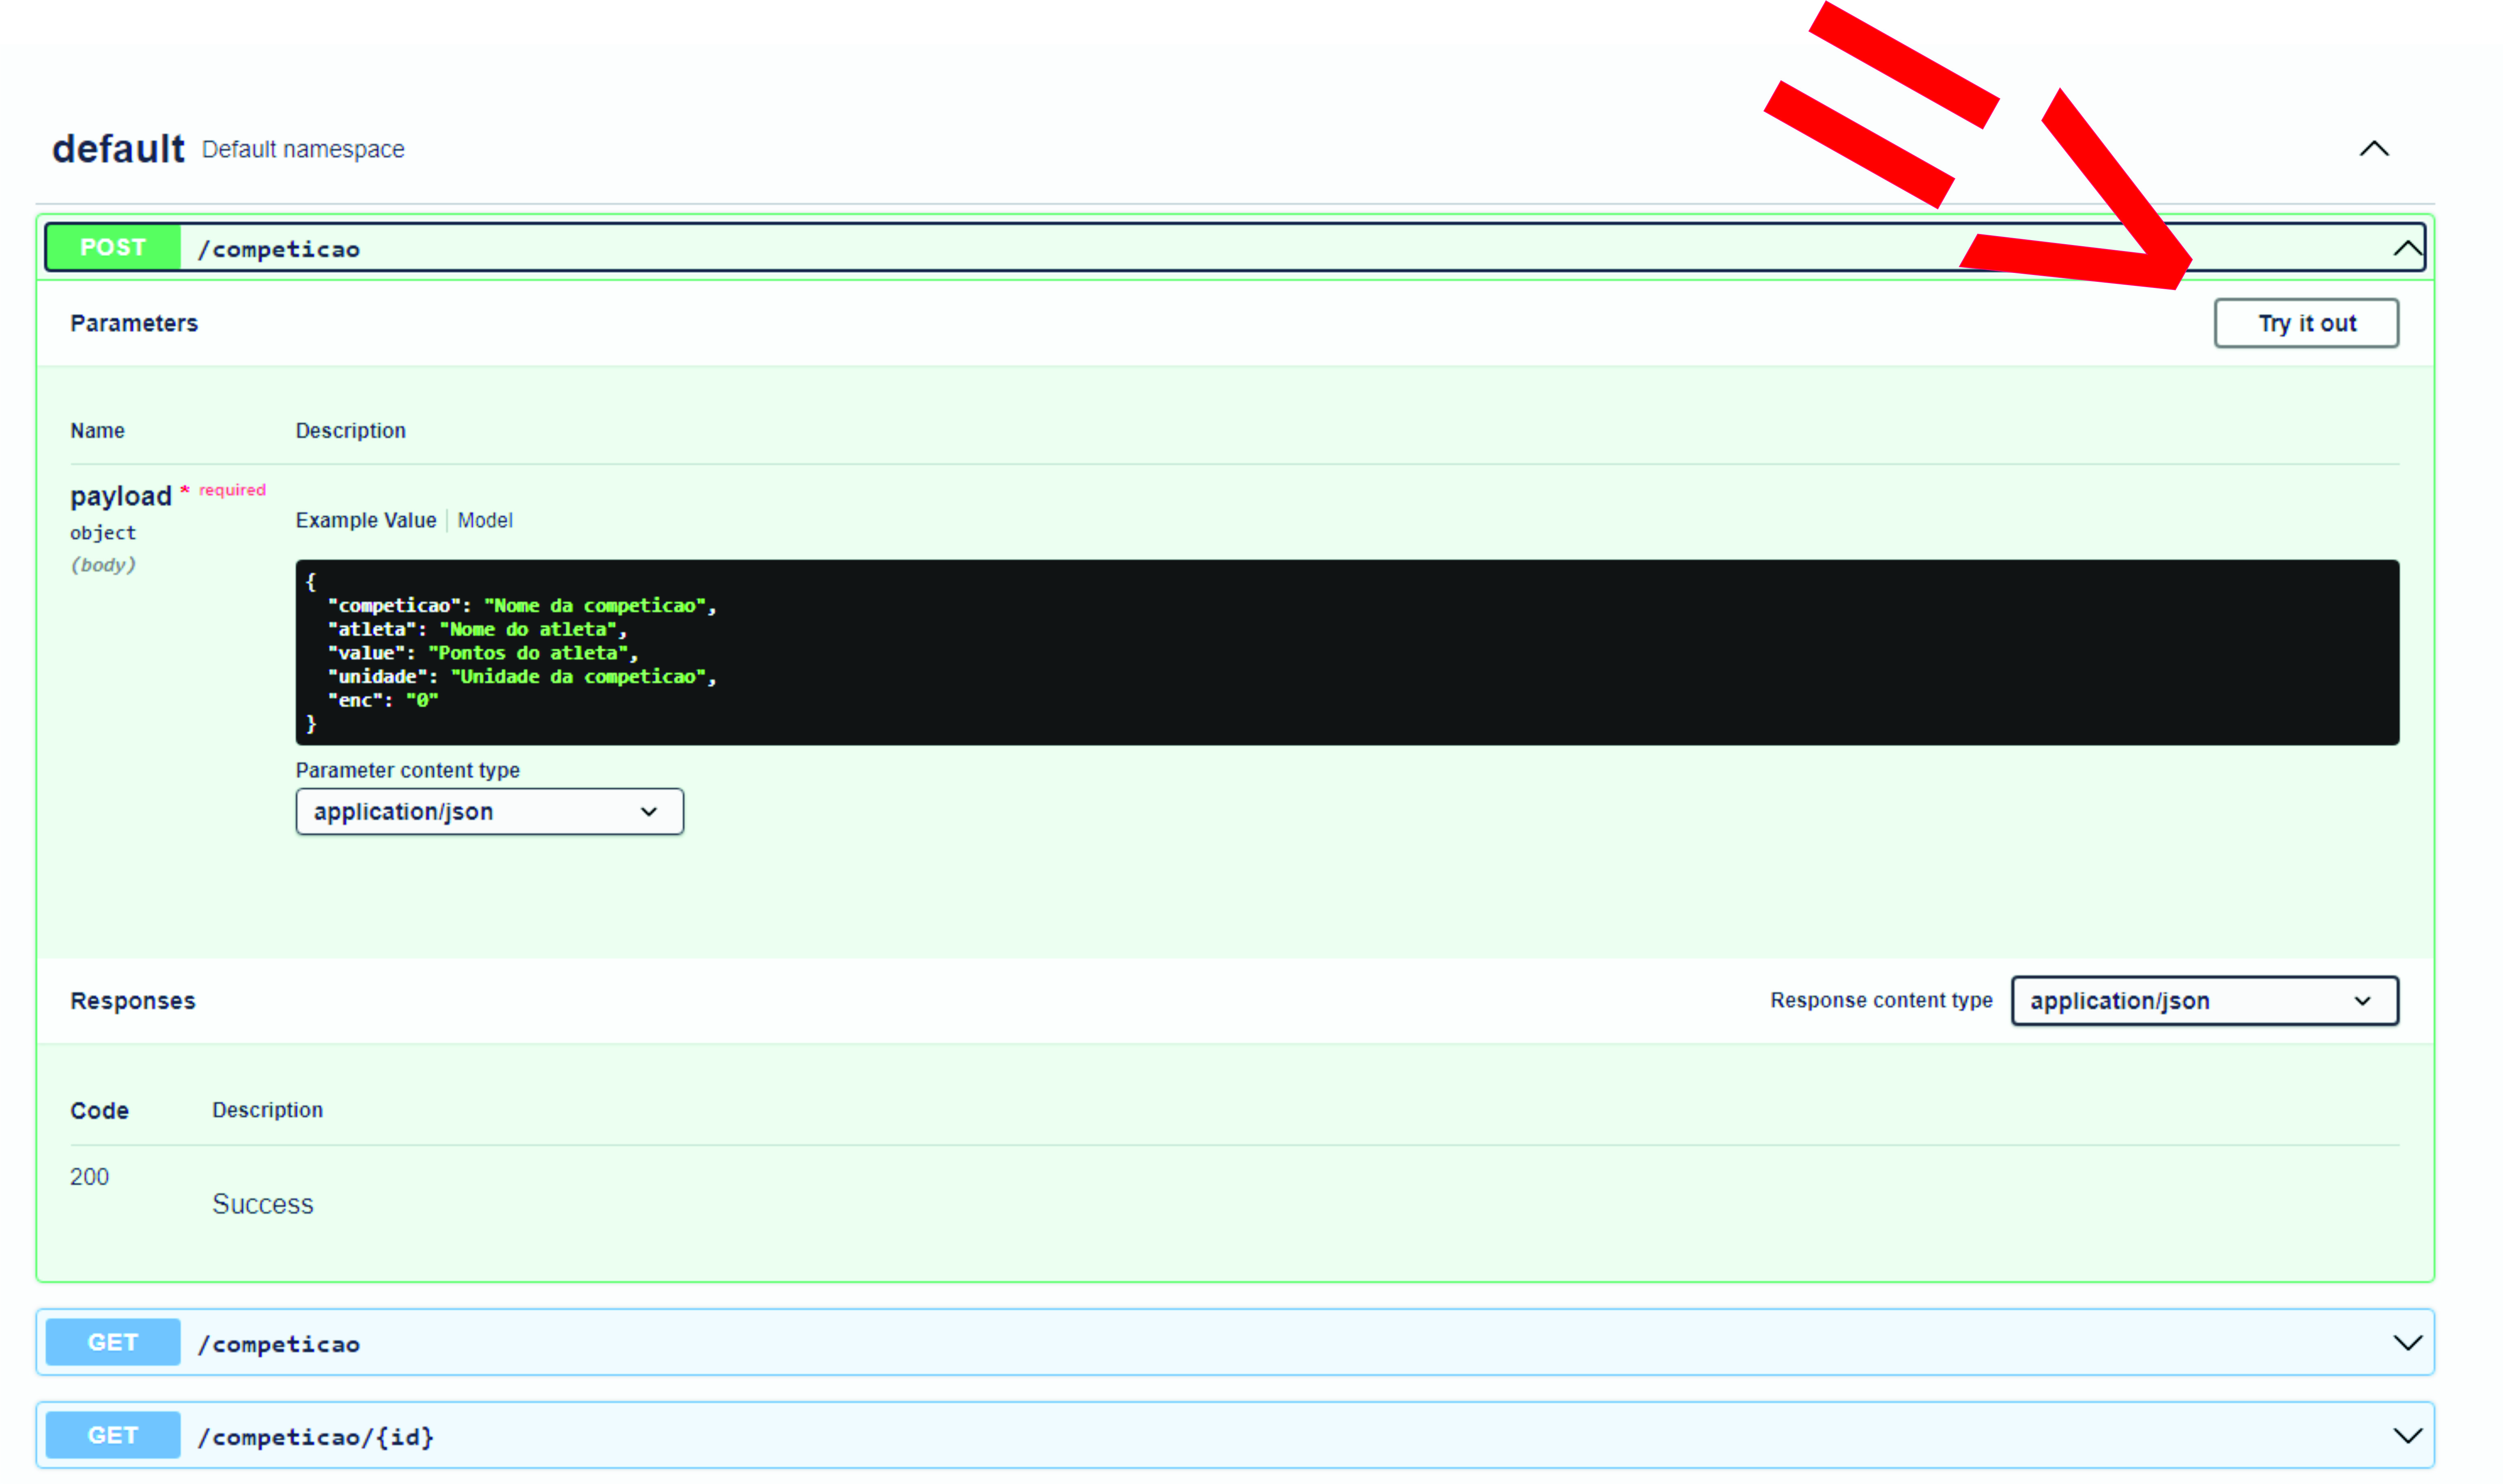 default Default namespace
POST /competicao
Parameters
Try it out
Name Description
payload * required
object
(body)
Example Value | Model
{
"competicao": "Nome da competicao",
"atleta": "Nome do atleta",
"value": "Pontos do atleta",
"unidade": "Unidade da competicao",
"enc": "0"
}
Parameter content type
application/json
Responses
Response content type application/json
Code Description
200
Success
GET /competicao
GET /competicao/{id}